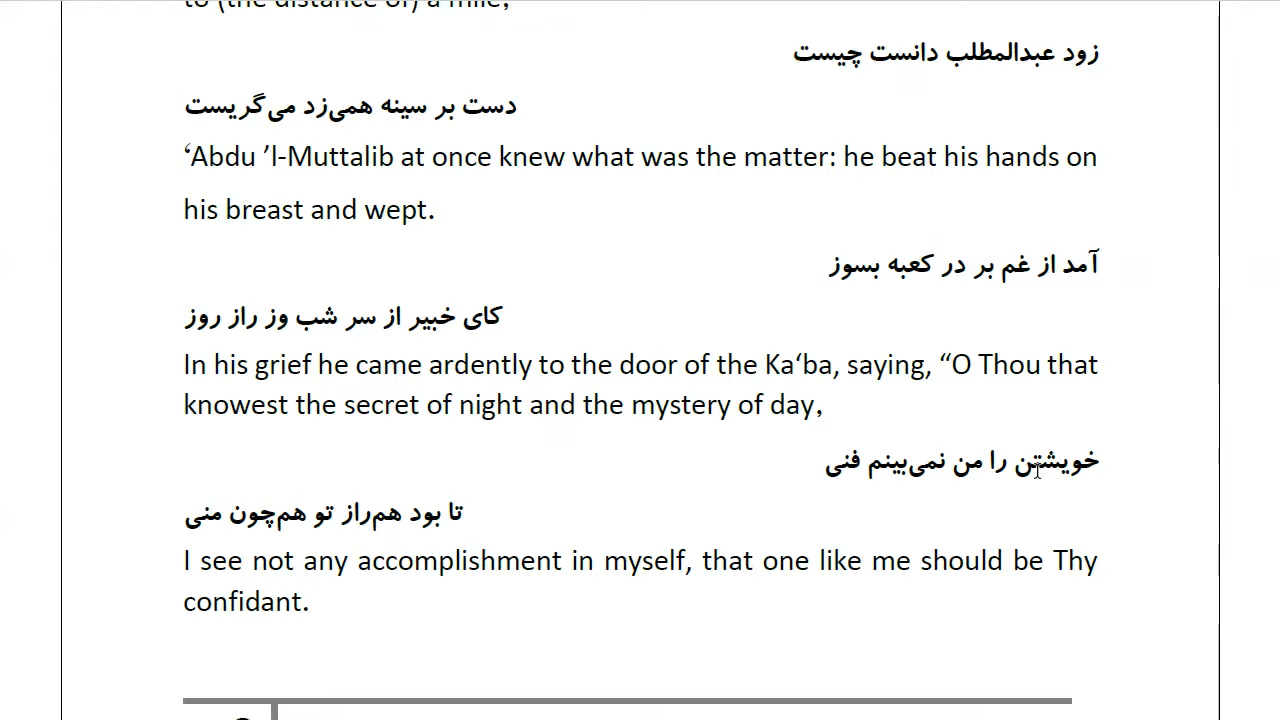 to (the distance of) a mile,
زود عبدالمطلب دانست چیست
دست بر سینه همی‌زد می‌گریست
‘Abdu ’l-Muttalib at once knew what was the matter: he beat his hands on
his breast and wept.
آمد از غم بر در کعبه بسوز
کای خبیر از سر شب وز راز روز
In his grief he came ardently to the door of the Ka‘ba, saying, “O Thou that
knowest the secret of night and the mystery of day,
خویشتن را من نمی‌بینم فنی
تا بود هم‌راز تو هم‌چون منی
I see not any accomplishment in myself, that one like me should be Thy
confidant.